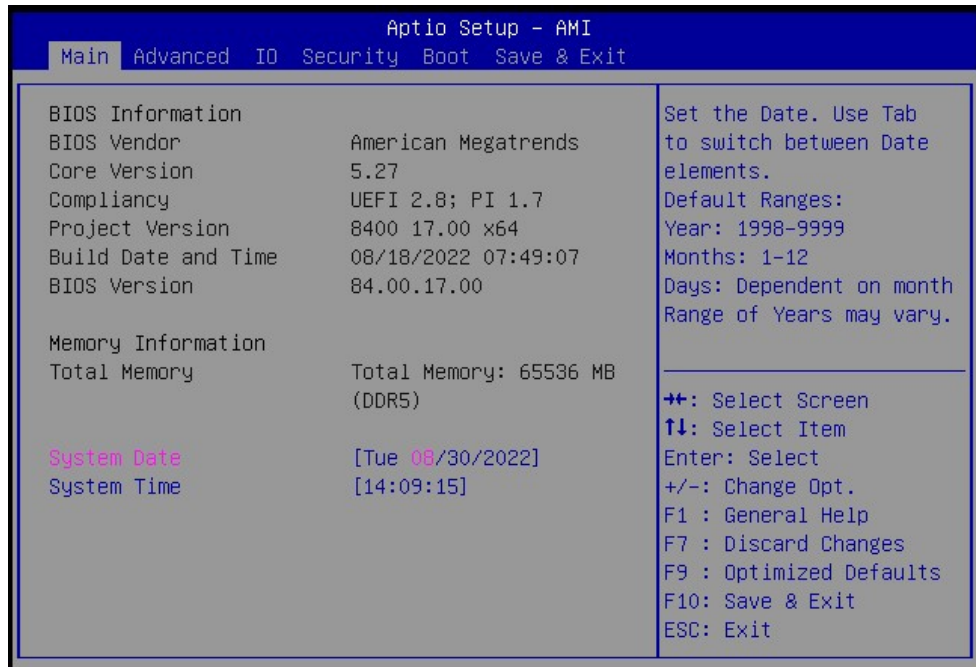 Aptio Setup – AMI
Main Advanced IO Security Boot Save & Exit
BIOS Information
BIOS Vendor American Megatrends
Core Version 5.27
Compliancy UEFI 2.8; PI 1.7
Project Version 8400 17.00 x64
Build Date and Time 08/18/2022 07:49:07
BIOS Version 84.00.17.00
Memory Information
Total Memory Total Memory: 65536 MB
(DDR5)
System Date [Tue 08/30/2022]
System Time [14:09:15]
Set the Date. Use Tab
to switch between Date
elements.
Default Ranges:
Year: 1998-9999
Months: 1-12
Days: Dependent on month
Range of Years may vary.
→←: Select Screen
↑↓: Select Item
Enter: Select
+/-: Change Opt.
F1 : General Help
F7 : Discard Changes
F9 : Optimized Defaults
F10: Save & Exit
ESC: Exit